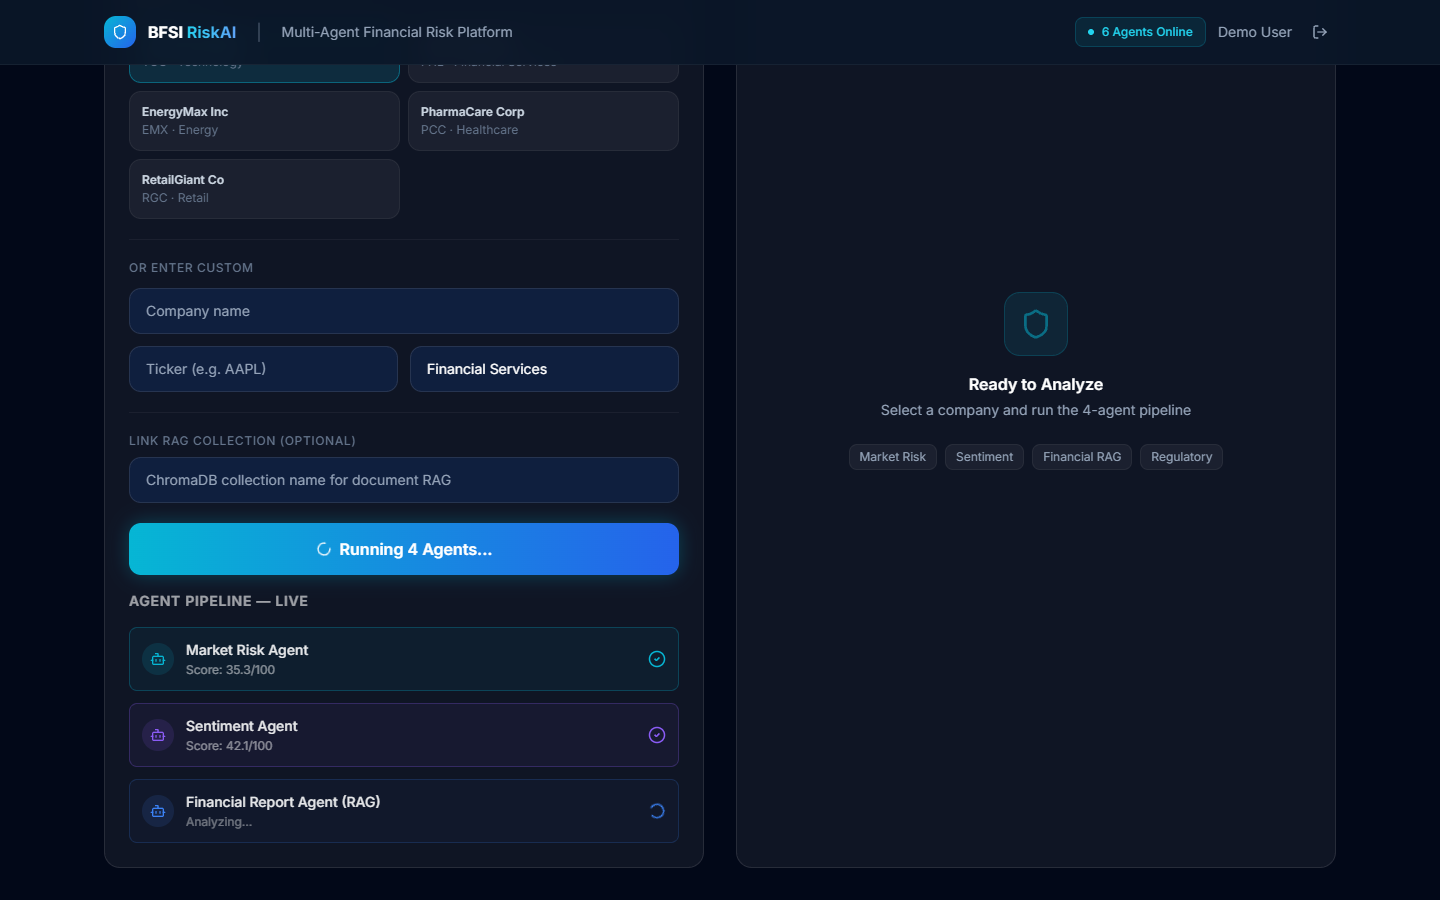 BFSI RiskAI
Multi-Agent Financial Risk Platform
6 Agents Online
Demo User
EnergyMax Inc
EMX · Energy
PharmaCare Corp
PCC · Healthcare
RetailGiant Co
RGC · Retail
OR ENTER CUSTOM
Company name
Ticker (e.g. AAPL)
Financial Services
LINK RAG COLLECTION (OPTIONAL)
ChromaDB collection name for document RAG
Running 4 Agents...
AGENT PIPELINE — LIVE
Market Risk Agent
Score: 35.3/100
Sentiment Agent
Score: 42.1/100
Financial Report Agent (RAG)
Analyzing...
Ready to Analyze
Select a company and run the 4-agent pipeline
Market Risk
Sentiment
Financial RAG
Regulatory